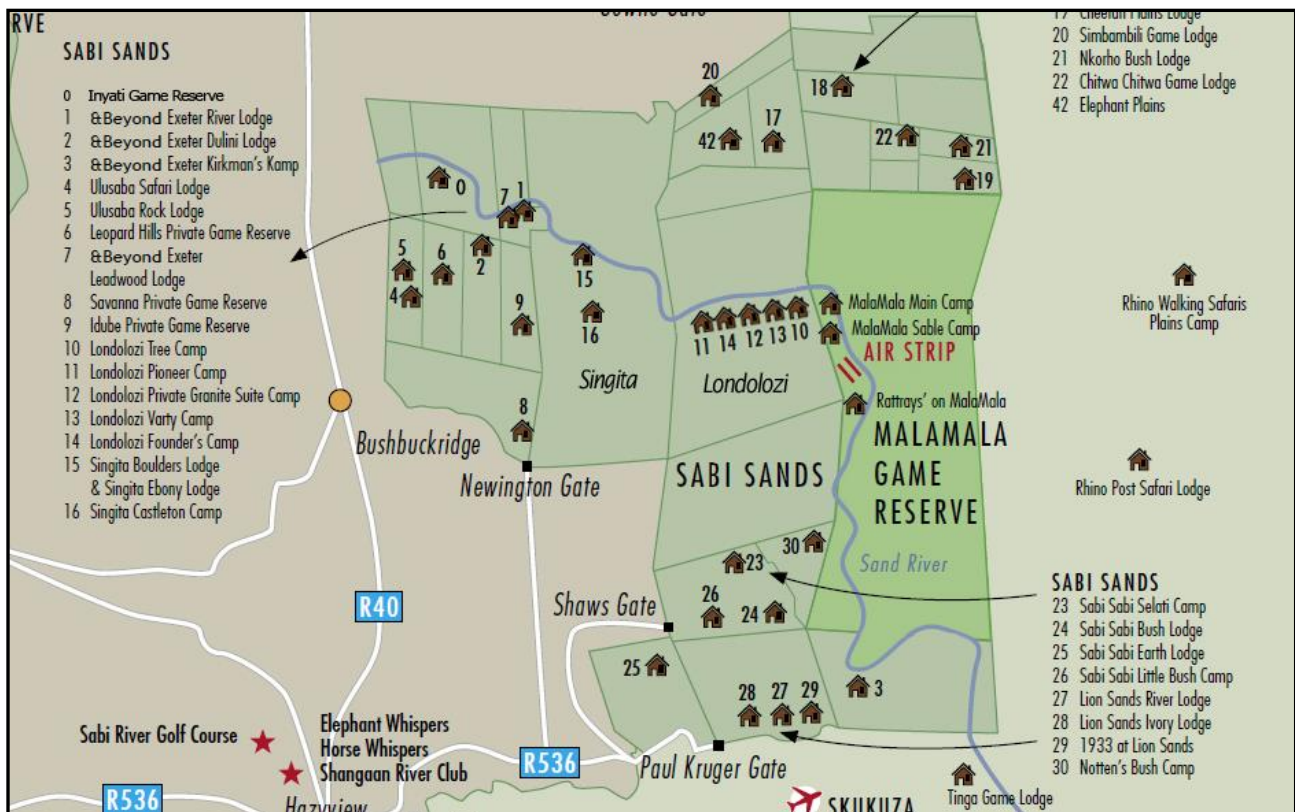 RVE
SABI SANDS
0 Inyati Game Reserve
1 &Beyond Exeter River Lodge
2 &Beyond Exeter Dulini Lodge
3 &Beyond Exeter Kirkman's Kamp
4 Ulusaba Safari Lodge
5 Ulusaba Rock Lodge
6 Leopard Hills Private Game Reserve
7 &Beyond Exeter
Leadwood Lodge
8 Savanna Private Game Reserve
9 Idube Private Game Reserve
10 Londolozi Tree Camp
11 Londolozi Pioneer Camp
12 Londolozi Private Granite Suite Camp
13 Londolozi Varty Camp
14 Londolozi Founder's Camp
15 Singita Boulders Lodge
& Singita Ebony Lodge
16 Singita Castleton Camp
19 Cheetah Plains Lodge
20 Simbambili Game Lodge
21 Nkorho Bush Lodge
22 Chitwa Chitwa Game Lodge
42 Elephant Plains
20
18
42
17
22
21
19
0
7
1
5
6
2
4
15
9
16
11
14
12
13
10
8
MalaMala Main Camp
MalaMala Sable Camp
AIR STRIP
Rattrays' on MalaMala
Rhino Walking Safaris
Plains Camp
Singita
Londolozi
Bushbuckridge
Newington Gate
SABI SANDS
MALAMALA
GAME
RESERVE
Rhino Post Safari Lodge
30
23
Sand River
26
24
Shaws Gate
R40
25
28
27
29
3
SABI SANDS
23 Sabi Sabi Selati Camp
24 Sabi Sabi Bush Lodge
25 Sabi Sabi Earth Lodge
26 Sabi Sabi Little Bush Camp
27 Lion Sands River Lodge
28 Lion Sands Ivory Lodge
29 1933 at Lion Sands
30 Notten's Bush Camp
Sabi River Golf Course
Elephant Whispers
Horse Whispers
Shangaan River Club
R536
Paul Kruger Gate
R536
Hazyview
SKUKUZA
Tinga Game Lodge